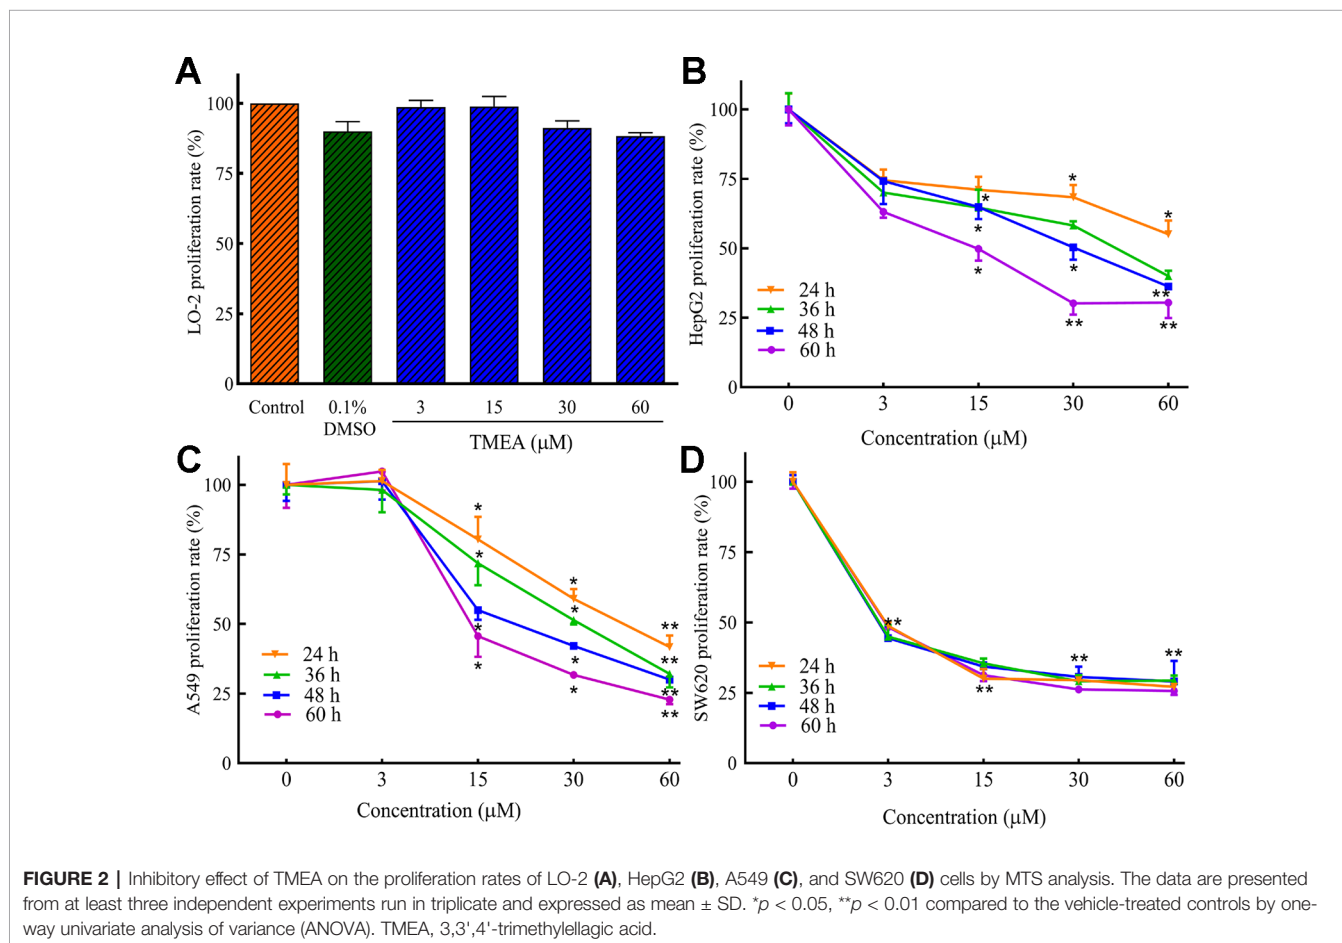 A
LO-2 proliferation rate (%)
100
75
50
25
0
Control
0.1%
DMSO
3
15
30
60
TMEA (μM)
B
HepG2 proliferation rate (%)
100
75
50
25
0
*
*
*
*
*
*
**
**
**
24 h
36 h
48 h
60 h
0
3
15
30
60
Concentration (μM)
C
A549 proliferation rate (%)
100
75
50
25
0
*
*
*
*
*
*
*
*
**
**
**
**
24 h
36 h
48 h
60 h
0
3
15
30
60
Concentration (μM)
D
SW620 proliferation rate (%)
100
75
50
25
0
**
**
**
**
24 h
36 h
48 h
60 h
0
3
15
30
60
Concentration (μM)
FIGURE 2 | Inhibitory effect of TMEA on the proliferation rates of LO-2 (A), HepG2 (B), A549 (C), and SW620 (D) cells by MTS analysis. The data are presented
from at least three independent experiments run in triplicate and expressed as mean ± SD. *p < 0.05, **p < 0.01 compared to the vehicle-treated controls by one-
way univariate analysis of variance (ANOVA). TMEA, 3,3',4'-trimethylellagic acid.